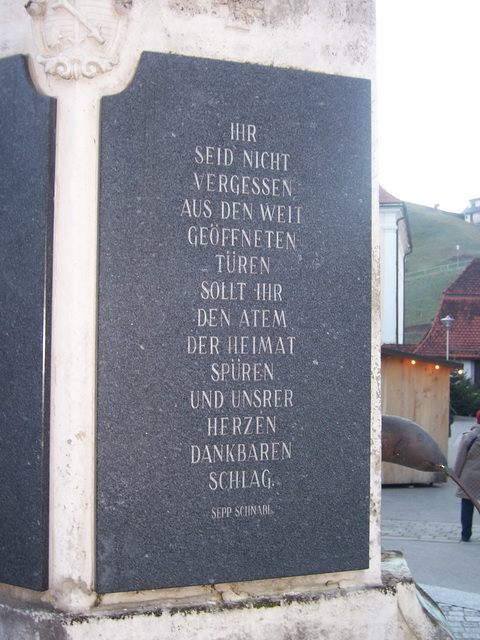 IHR
SEID NICHT
VERGESSEN
AUS DEN WEIT
GEÖFFNETEN
TÜREN
SOLLT IHR
DEN ATEM
DER HEIMAT
SPÜREN
UND UNSRER
HERZEN
DANKBAREN
SCHLAG.
SEPP SCHNABL